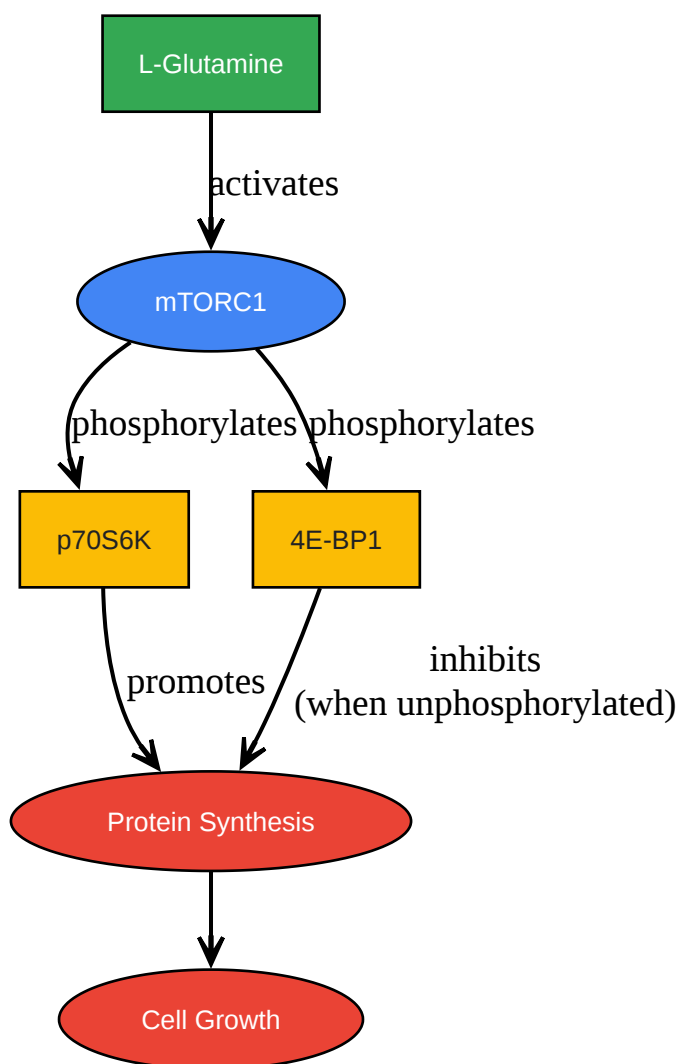 L-Glutamine
activates
mTORC1
phosphorylates
phosphorylates
p70S6K
4E-BP1
promotes
inhibits
(when unphosphorylated)
Protein Synthesis
Cell Growth